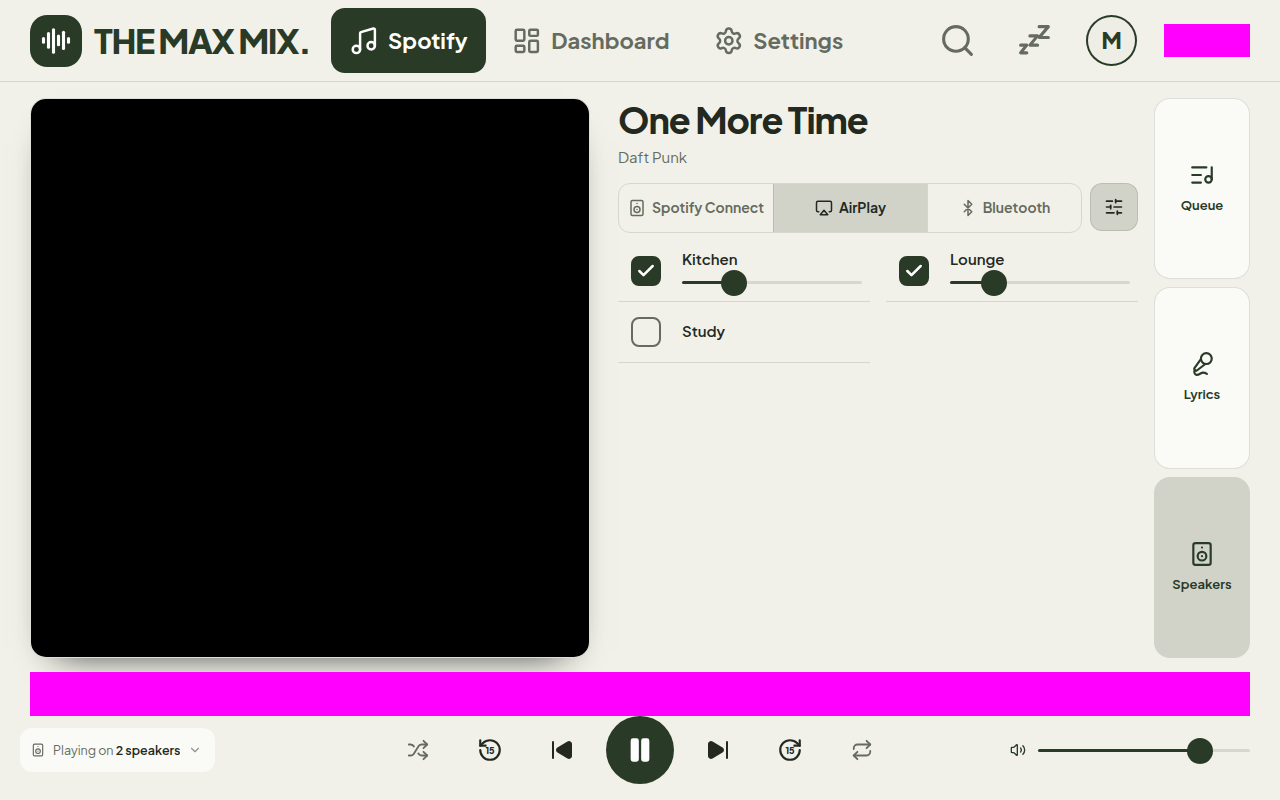 THE MAX MIX.
Spotify
Dashboard
Settings
M
One More Time
Daft Punk
Spotify Connect
AirPlay
Bluetooth
Kitchen
Lounge
Study
Queue
Lyrics
Speakers
Playing on 2 speakers
15
15